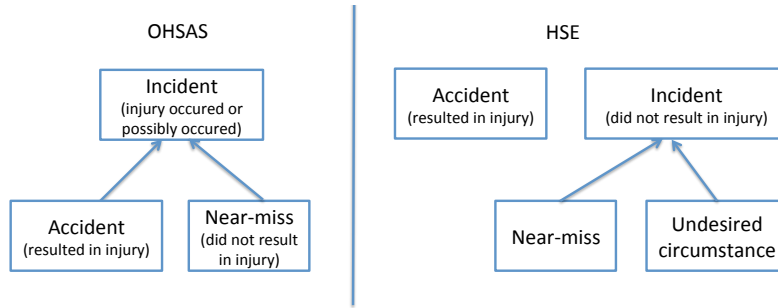 OHSAS
Incident
(injury occured or
possibly occured)
Accident
(resulted in injury)
Near-miss
(did not result
in injury)
HSE
Accident
(resulted in injury)
Incident
(did not result in injury)
Near-miss
Undesired
circumstance